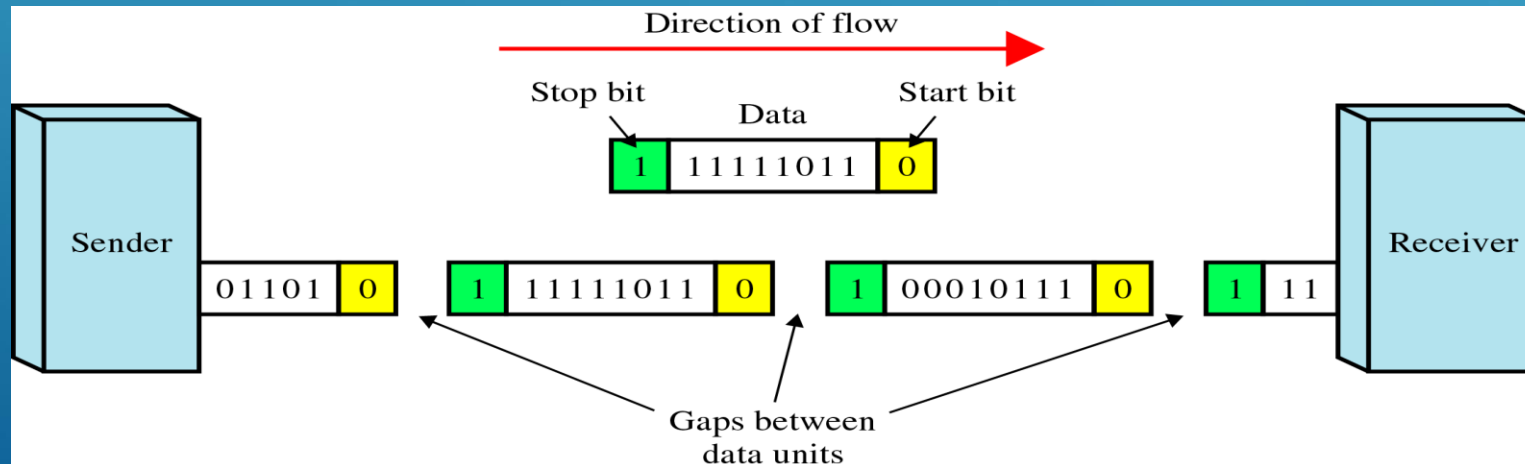 Direction of flow
Stop bit
Start bit
Data
1 11111011 0
Sender
Receiver
01101 0 1 11111011 0 1 00010111 0 1 11
Gaps between
data units